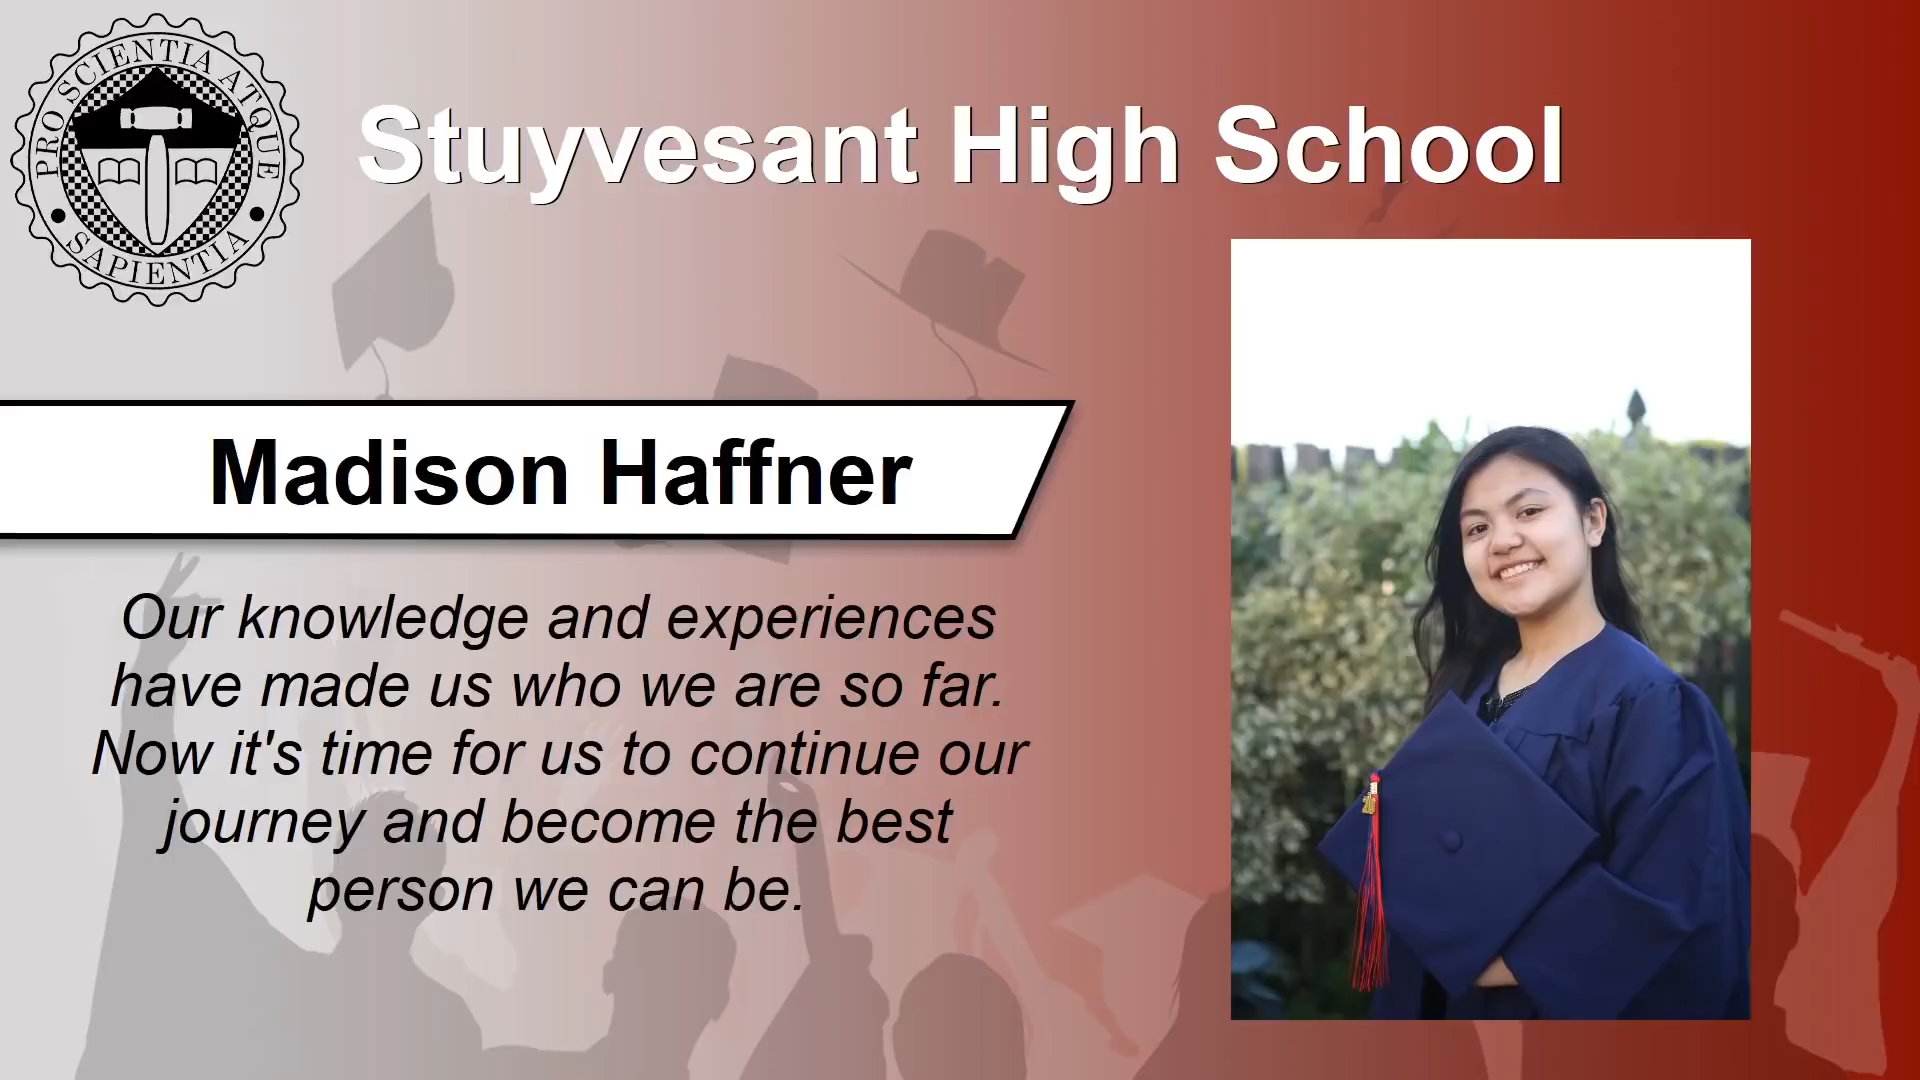 PRO SCIENTIA ATQUE
SAPIENTIA
Stuyvesant High School
Madison Haffner
Our knowledge and experiences
have made us who we are so far.
Now it's time for us to continue our
journey and become the best
person we can be.